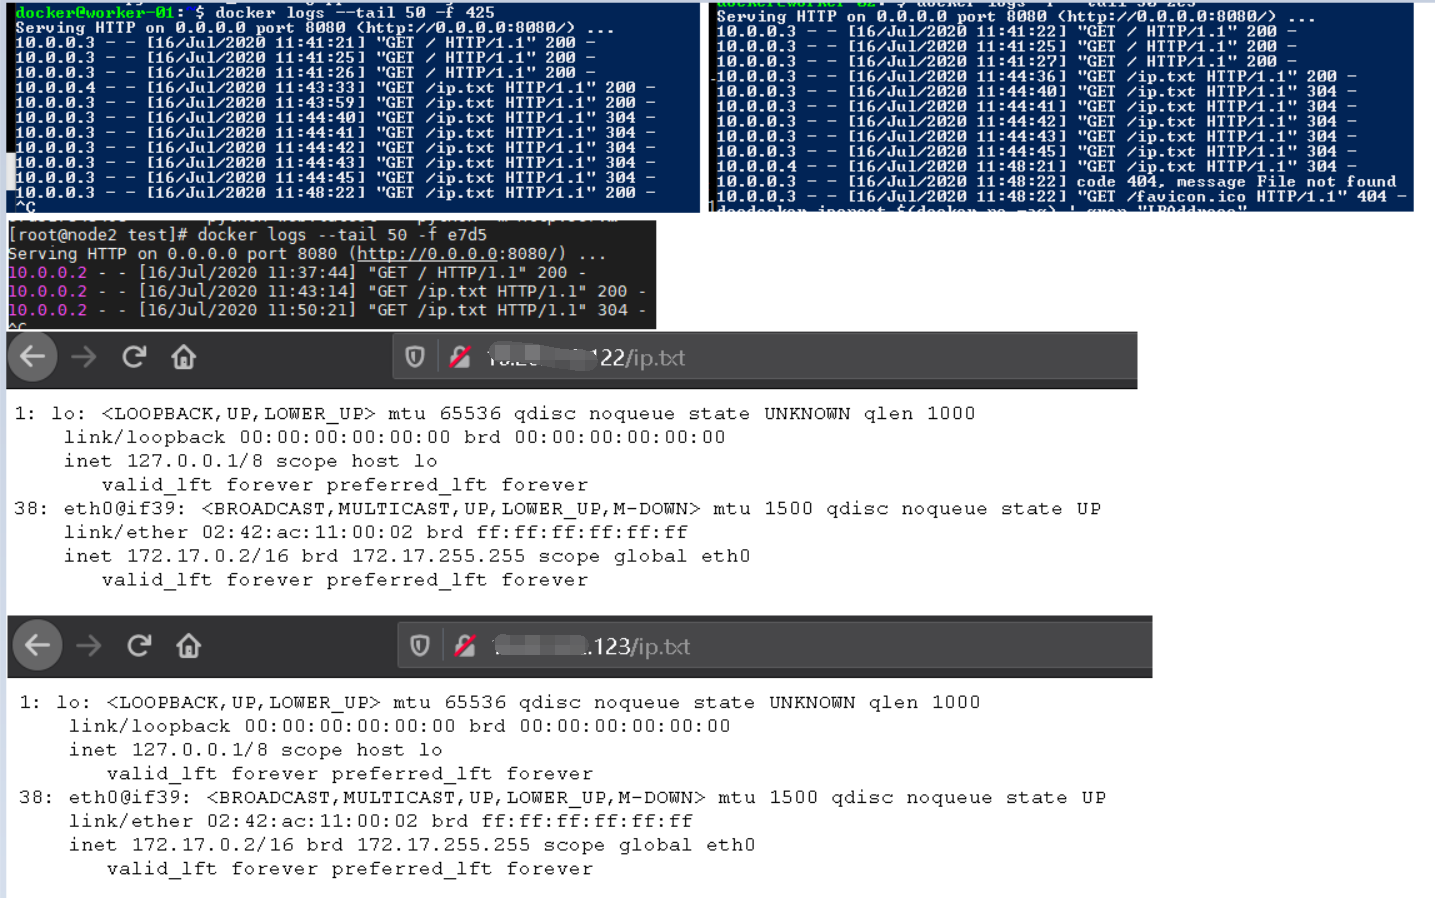 docker@worker-01:~$ docker logs --tail 50 -f 425
Serving HTTP on 0.0.0.0 port 8080 (http://0.0.0.0:8080/) ...
10.0.0.3 - - [16/Jul/2020 11:41:21] "GET / HTTP/1.1" 200 -
10.0.0.3 - - [16/Jul/2020 11:41:25] "GET / HTTP/1.1" 200 -
10.0.0.3 - - [16/Jul/2020 11:41:26] "GET / HTTP/1.1" 200 -
10.0.0.4 - - [16/Jul/2020 11:43:33] "GET /ip.txt HTTP/1.1" 200 -
10.0.0.3 - - [16/Jul/2020 11:43:59] "GET /ip.txt HTTP/1.1" 200 -
10.0.0.3 - - [16/Jul/2020 11:44:40] "GET /ip.txt HTTP/1.1" 304 -
10.0.0.3 - - [16/Jul/2020 11:44:41] "GET /ip.txt HTTP/1.1" 304 -
10.0.0.3 - - [16/Jul/2020 11:44:42] "GET /ip.txt HTTP/1.1" 304 -
10.0.0.3 - - [16/Jul/2020 11:44:43] "GET /ip.txt HTTP/1.1" 304 -
10.0.0.3 - - [16/Jul/2020 11:44:45] "GET /ip.txt HTTP/1.1" 304 -
10.0.0.3 - - [16/Jul/2020 11:48:22] "GET /ip.txt HTTP/1.1" 200 -
^C
Serving HTTP on 0.0.0.0 port 8080 (http://0.0.0.0:8080/) ...
10.0.0.3 - - [16/Jul/2020 11:41:22] "GET / HTTP/1.1" 200 -
10.0.0.3 - - [16/Jul/2020 11:41:25] "GET / HTTP/1.1" 200 -
10.0.0.3 - - [16/Jul/2020 11:41:27] "GET / HTTP/1.1" 200 -
10.0.0.3 - - [16/Jul/2020 11:44:36] "GET /ip.txt HTTP/1.1" 200 -
10.0.0.3 - - [16/Jul/2020 11:44:40] "GET /ip.txt HTTP/1.1" 304 -
10.0.0.3 - - [16/Jul/2020 11:44:41] "GET /ip.txt HTTP/1.1" 304 -
10.0.0.3 - - [16/Jul/2020 11:44:42] "GET /ip.txt HTTP/1.1" 304 -
10.0.0.3 - - [16/Jul/2020 11:44:43] "GET /ip.txt HTTP/1.1" 304 -
10.0.0.3 - - [16/Jul/2020 11:44:45] "GET /ip.txt HTTP/1.1" 304 -
10.0.0.4 - - [16/Jul/2020 11:48:21] "GET /ip.txt HTTP/1.1" 304 -
10.0.0.3 - - [16/Jul/2020 11:48:22] code 404, message File not found
10.0.0.3 - - [16/Jul/2020 11:48:22] "GET /favicon.ico HTTP/1.1" 404 -
[root@node2 test]# docker logs --tail 50 -f e7d5
Serving HTTP on 0.0.0.0 port 8080 (http://0.0.0.0:8080/) ...
10.0.0.2 - - [16/Jul/2020 11:37:44] "GET / HTTP/1.1" 200 -
10.0.0.2 - - [16/Jul/2020 11:43:14] "GET /ip.txt HTTP/1.1" 200 -
10.0.0.2 - - [16/Jul/2020 11:50:21] "GET /ip.txt HTTP/1.1" 304 -
^C
122/ip.txt
1: lo: <LOOPBACK,UP,LOWER_UP> mtu 65536 qdisc noqueue state UNKNOWN qlen 1000
link/loopback 00:00:00:00:00:00 brd 00:00:00:00:00:00
inet 127.0.0.1/8 scope host lo
valid_lft forever preferred_lft forever
38: eth0@if39: <BROADCAST,MULTICAST,UP,LOWER_UP,M-DOWN> mtu 1500 qdisc noqueue state UP
link/ether 02:42:ac:11:00:02 brd ff:ff:ff:ff:ff:ff
inet 172.17.0.2/16 brd 172.17.255.255 scope global eth0
valid_lft forever preferred_lft forever
.123/ip.txt
1: lo: <LOOPBACK,UP,LOWER_UP> mtu 65536 qdisc noqueue state UNKNOWN qlen 1000
link/loopback 00:00:00:00:00:00 brd 00:00:00:00:00:00
inet 127.0.0.1/8 scope host lo
valid_lft forever preferred_lft forever
38: eth0@if39: <BROADCAST,MULTICAST,UP,LOWER_UP,M-DOWN> mtu 1500 qdisc noqueue state UP
link/ether 02:42:ac:11:00:02 brd ff:ff:ff:ff:ff:ff
inet 172.17.0.2/16 brd 172.17.255.255 scope global eth0
valid_lft forever preferred_lft forever